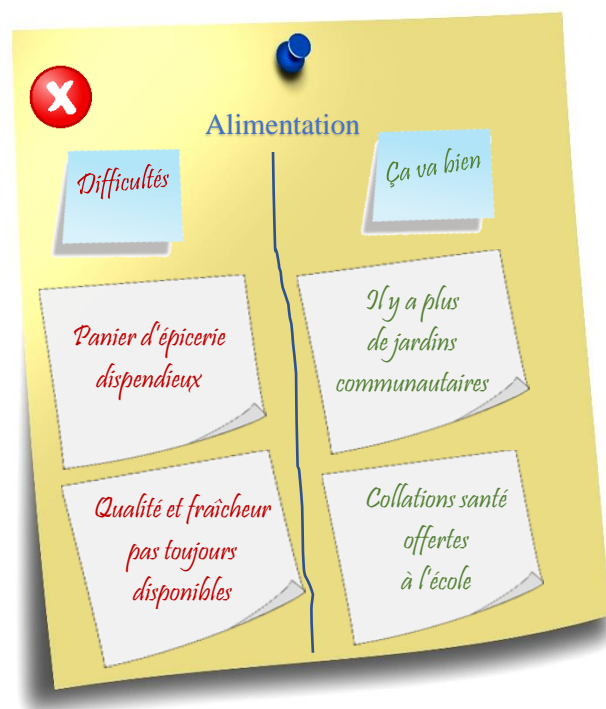 Alimentation
Difficultés
Ça va bien
Panier d'épicerie
dispendieux
Il y a plus
de jardins
communautaires
Qualité et fraîcheur
pas toujours
disponibles
Collations santé
offertes
à l'école